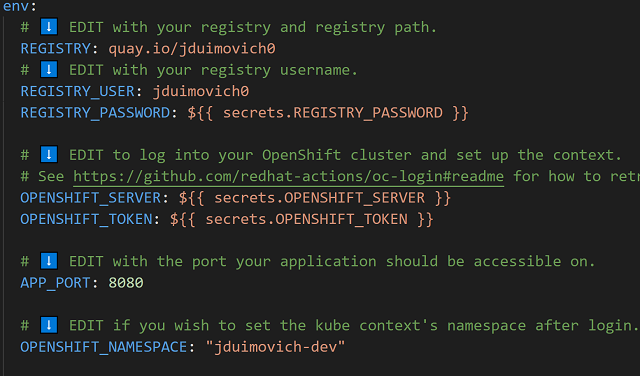 env:
# ⬇️ EDIT with your registry and registry path.
REGISTRY: quay.io/jduimovich0
# ⬇️ EDIT with your registry username.
REGISTRY_USER: jduimovich0
REGISTRY_PASSWORD: ${{ secrets.REGISTRY_PASSWORD }}
# ⬇️ EDIT to log into your OpenShift cluster and set up the context.
# See https://github.com/redhat-actions/oc-login#readme for how to retr
OPENSHIFT_SERVER: ${{ secrets.OPENSHIFT_SERVER }}
OPENSHIFT_TOKEN: ${{ secrets.OPENSHIFT_TOKEN }}
# ⬇️ EDIT with the port your application should be accessible on.
APP_PORT: 8080
# ⬇️ EDIT if you wish to set the kube context's namespace after login.
OPENSHIFT_NAMESPACE: "jduimovich-dev"